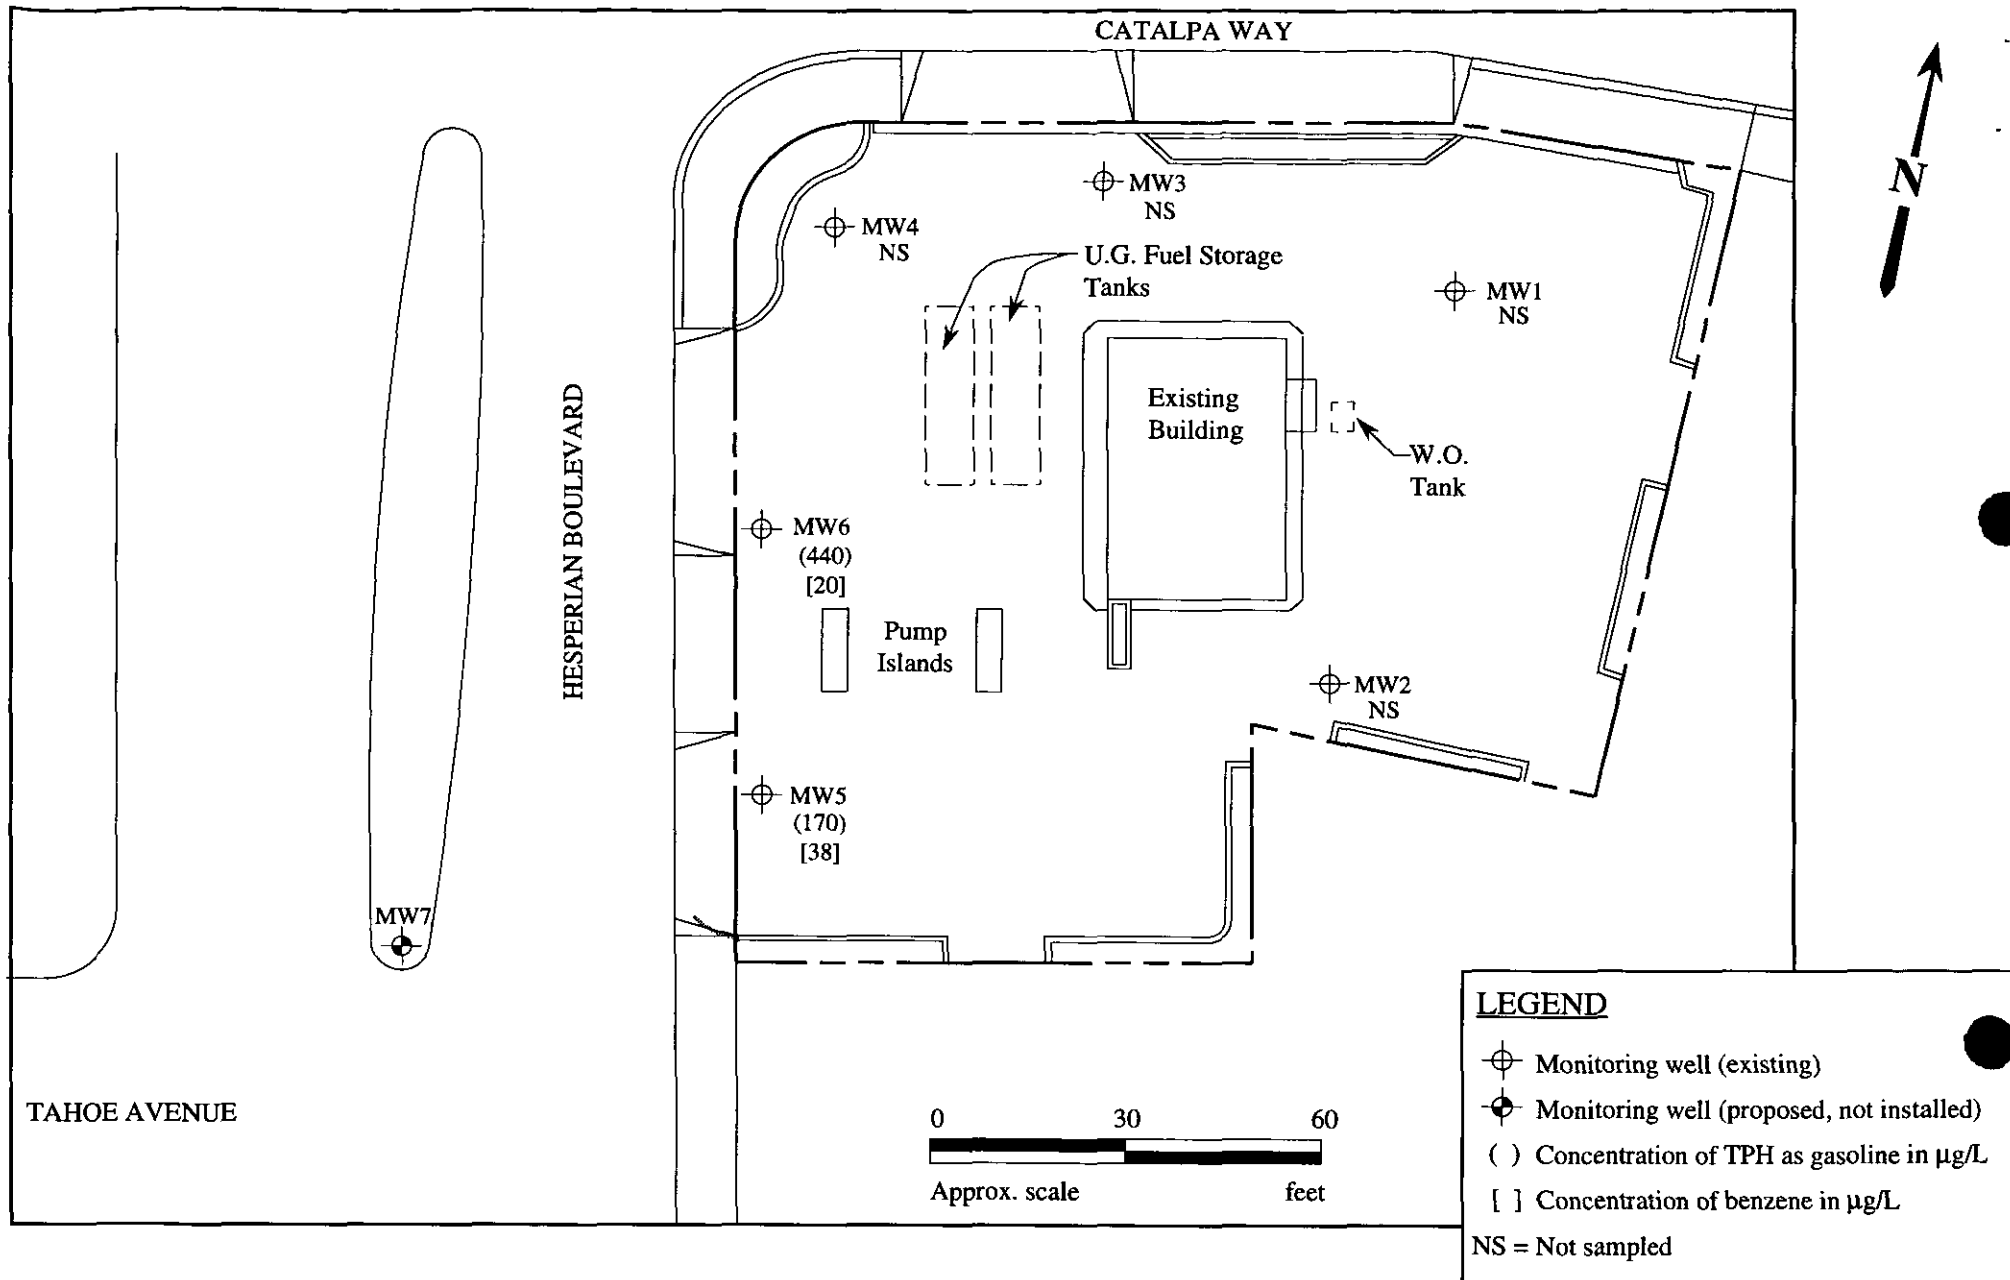 CATALPA WAY
N
MW3
NS
MW4
NS
U.G. Fuel Storage
Tanks
MW1
NS
HESPERIAN BOULEVARD
Existing
Building
W.O.
Tank
MW6
(440)
[20]
Pump
Islands
MW2
NS
MW5
(170)
[38]
MW7
TAHOE AVENUE
0 30 60
Approx. scale feet
LEGEND
Monitoring well (existing)
Monitoring well (proposed, not installed)
( ) Concentration of TPH as gasoline in µg/L
[ ] Concentration of benzene in µg/L
NS = Not sampled